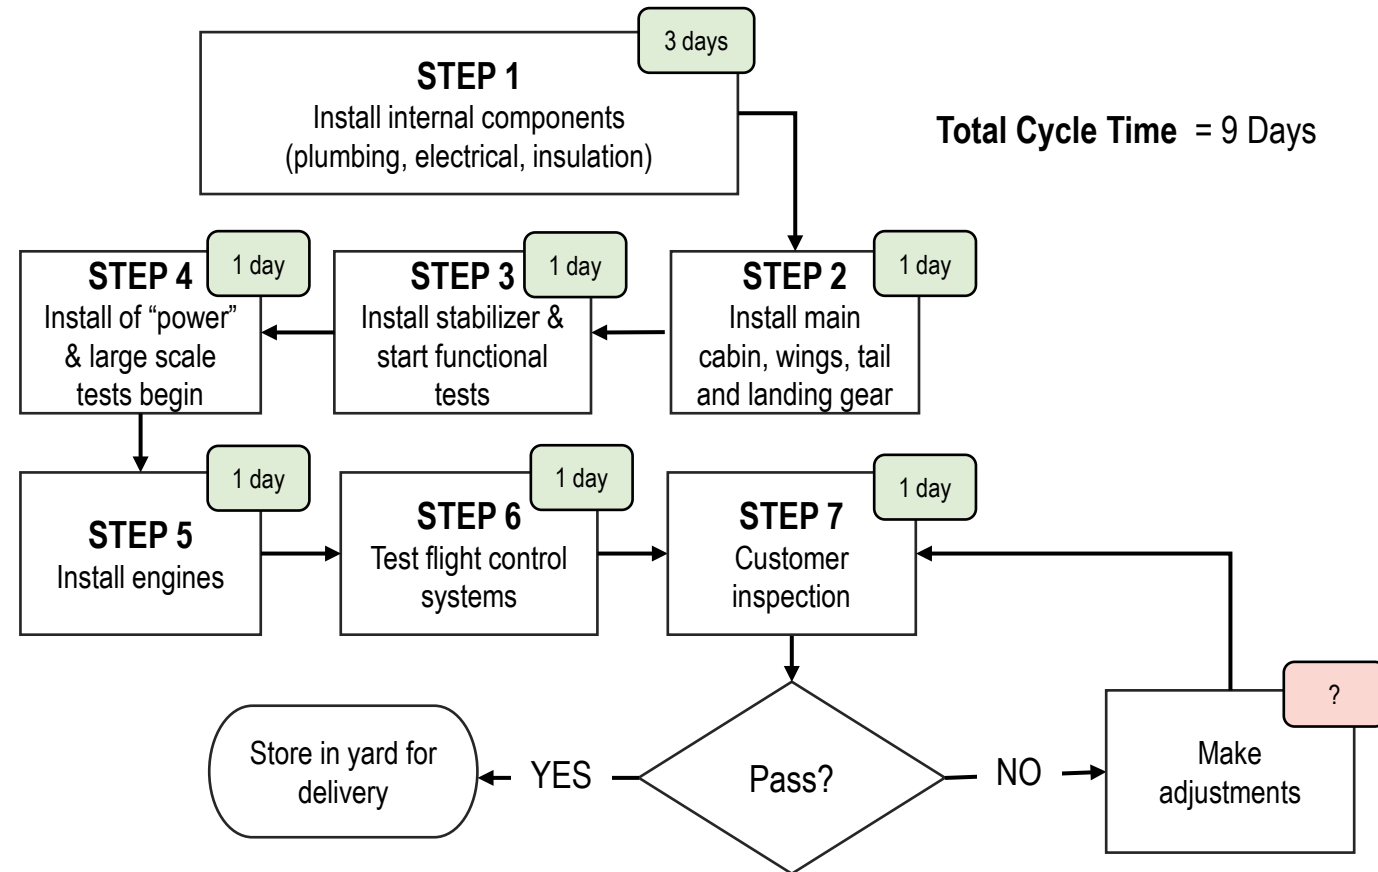 3 days
STEP 1
Install internal components
(plumbing, electrical, insulation)
Total Cycle Time = 9 Days
1 day
STEP 2
Install main
cabin, wings, tail
and landing gear
1 day
STEP 3
Install stabilizer &
start functional
tests
1 day
STEP 4
Install of “power”
& large scale
tests begin
1 day
STEP 5
Install engines
1 day
STEP 6
Test flight control
systems
1 day
STEP 7
Customer
inspection
Pass?
YES
Store in yard for
delivery
NO
?
Make
adjustments